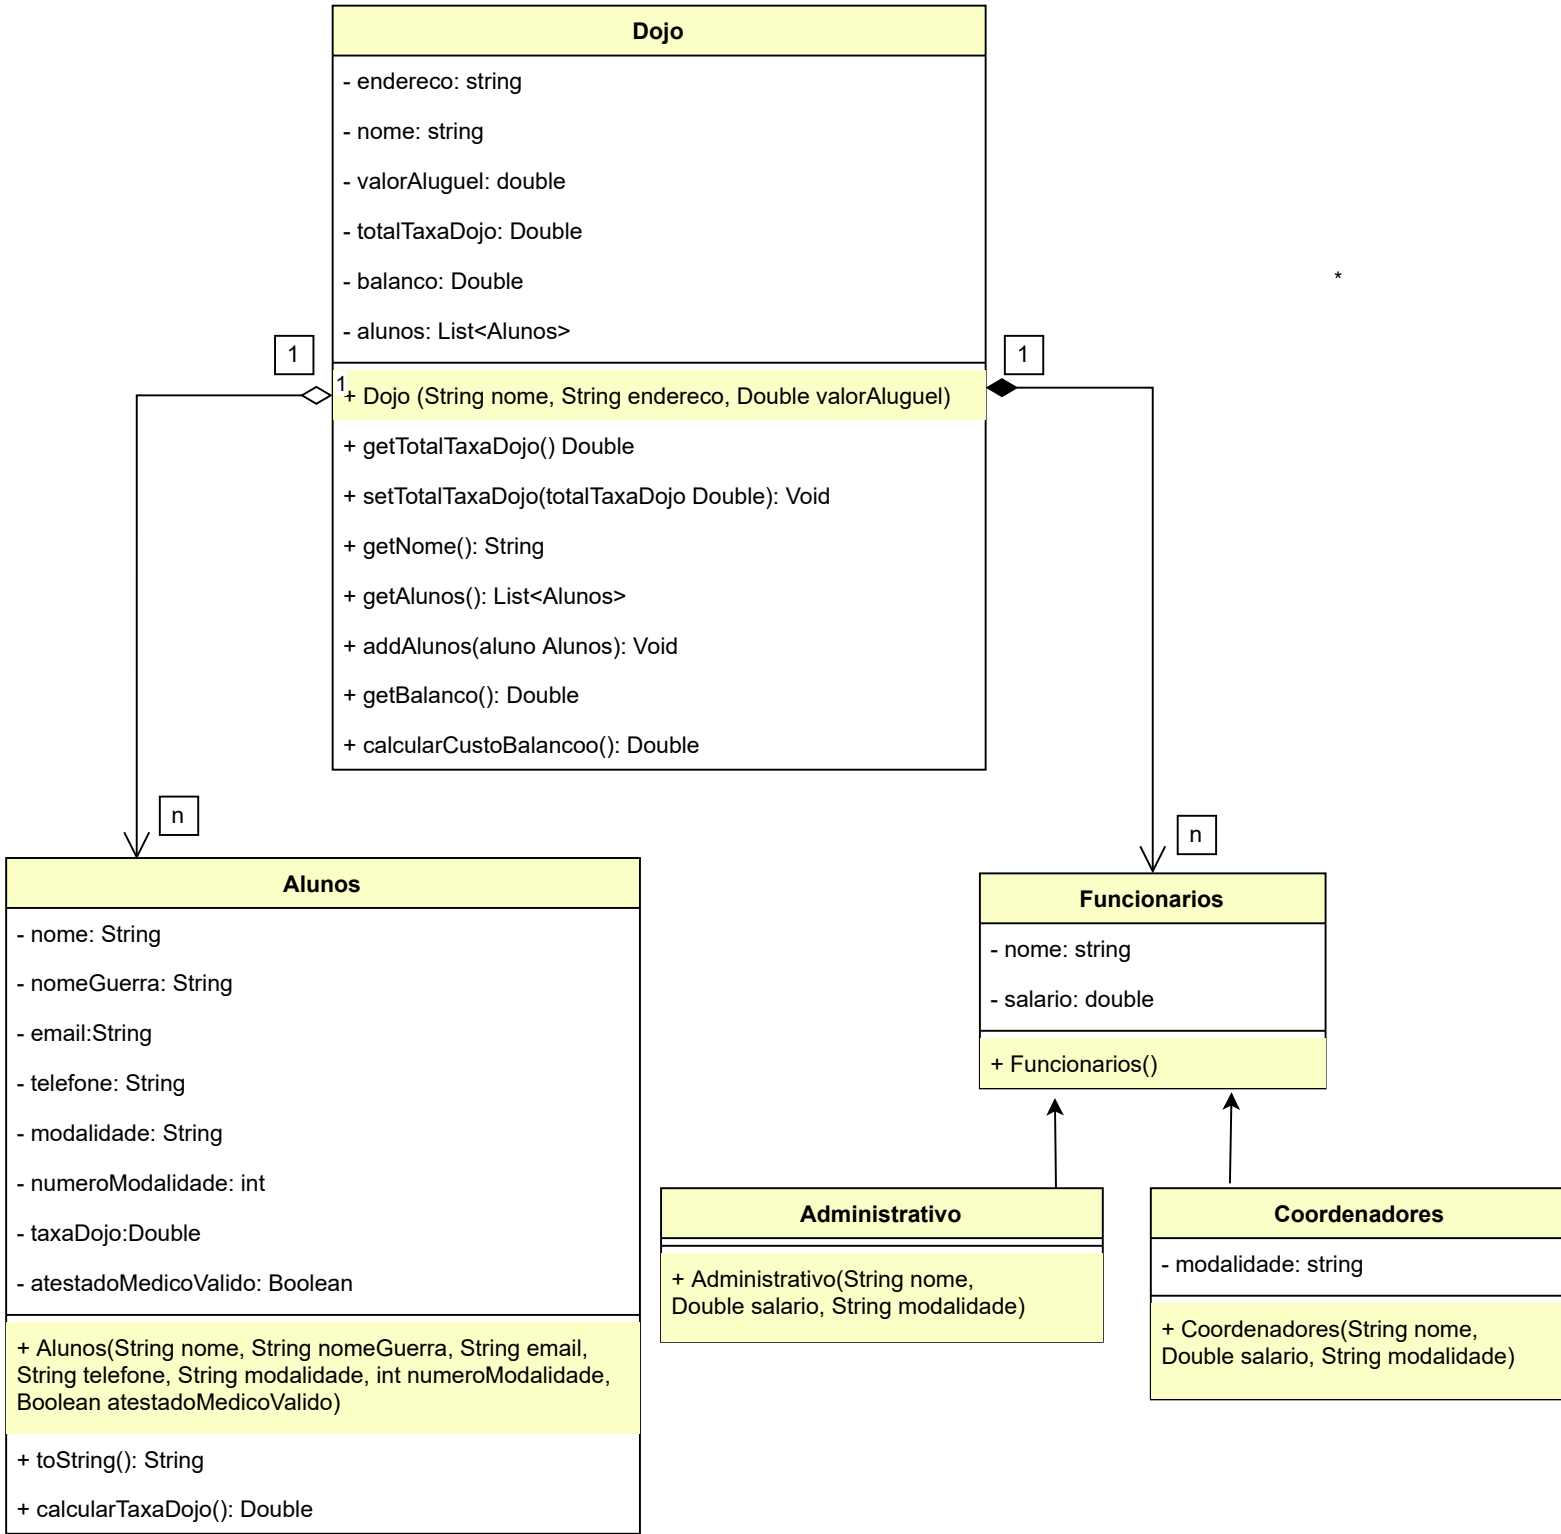 Dojo
- endereco: string
- nome: string
- valorAluguel: double
- totalTaxaDojo: Double
- balanco: Double
*
- alunos: List<Alunos>
1
1
1
+ Dojo (String nome, String endereco, Double valorAluguel)
+ getTotalTaxaDojo() Double
+ setTotalTaxaDojo(totalTaxaDojo Double): Void
+ getNome(): String
+ getAlunos(): List<Alunos>
+ addAlunos(aluno Alunos): Void
+ getBalanco(): Double
+ calcularCustoBalancoo(): Double
n
n
Alunos
- nome: String
- nomeGuerra: String
- email:String
- telefone: String
- modalidade: String
- numeroModalidade: int
- taxaDojo:Double
- atestadoMedicoValido: Boolean
+ Alunos(String nome, String nomeGuerra, String email,
String telefone, String modalidade, int numeroModalidade,
Boolean atestadoMedicoValido)
+ toString(): String
+ calcularTaxaDojo(): Double
Funcionarios
- nome: string
- salario: double
+ Funcionarios()
Administrativo
+ Administrativo(String nome,
Double salario, String modalidade)
Coordenadores
- modalidade: string
+ Coordenadores(String nome,
Double salario, String modalidade)